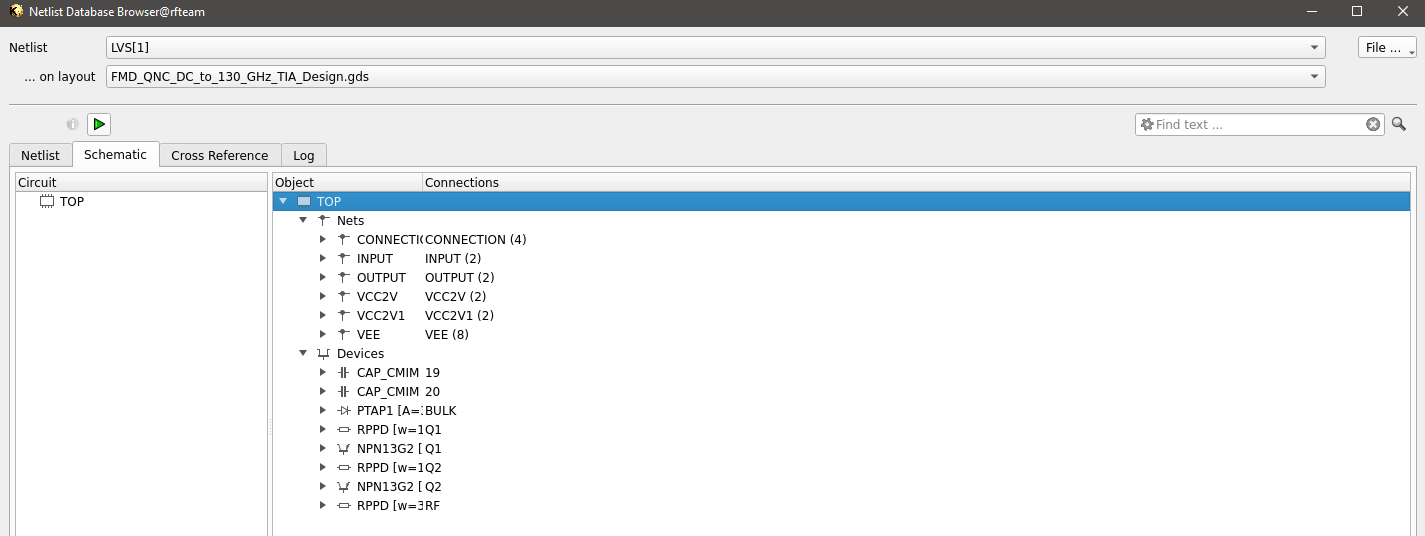 Netlist Database Browser@rfteam
Netlist LVS[1] File ...
... on layout FMD_QNC_DC_to_130_GHz_TIA_Design.gds
Find text ...
Netlist Schematic Cross Reference Log
Circuit Object Connections
TOP TOP
Nets
CONNECTIO CONNECTION (4)
INPUT INPUT (2)
OUTPUT OUTPUT (2)
VCC2V VCC2V (2)
VCC2V1 VCC2V1 (2)
VEE VEE (8)
Devices
CAP_CMIM 19
CAP_CMIM 20
PTAP1 [A=3 BULK
RPPD [w=1 Q1
NPN13G2 [ Q1
RPPD [w=1 Q2
NPN13G2 [ Q2
RPPD [w=3 RF